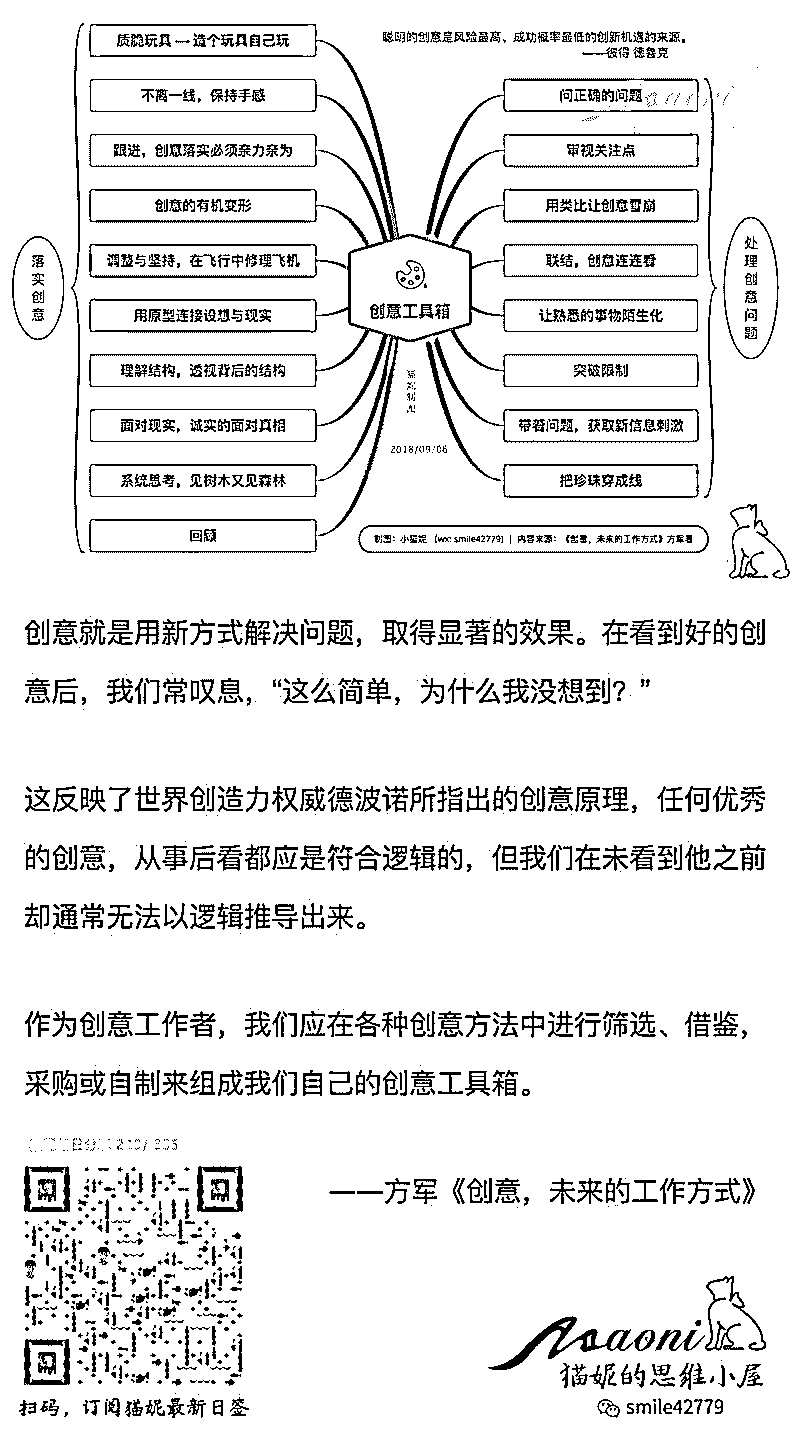 聪明的创意是风险最高、成功概率最低的创新机遇的来源。
——彼得 德鲁克
创意工具箱
落实创意
质脆玩具 — 造个玩具自己玩
不离一线，保持手感
跟进，创意落实必须亲力亲为
创意的有机变形
调整与坚持，在飞行中修理飞机
用原型连接设想与现实
理解结构，透视背后的结构
面对现实，诚实的面对真相
系统思考，见树木又见森林
回顾
处理创意问题
问正确的问题
审视关注点
用类比让创意雪崩
联结，创意连连看
让熟悉的事物陌生化
突破限制
带着问题，获取新信息刺激
把珍珠穿成线
2018/09/06
制图：小猫妮 （wx: smile42779） | 内容来源：《创意，未来的工作方式》方军著
创意就是用新方式解决问题，取得显著的效果。在看到好的创
意后，我们常叹息，“这么简单，为什么我没想到？”
这反映了世界创造力权威德波诺所指出的创意原理，任何优秀
的创意，从事后看都应是符合逻辑的，但我们在未看到他之前
却通常无法以逻辑推导出来。
作为创意工作者，我们应在各种创意方法中进行筛选、借鉴，
采购或自制来组成我们自己的创意工具箱。
——方军《创意，未来的工作方式》
扫码，订阅猫妮最新日签
Asaoni
猫妮的思维小屋
smile42779